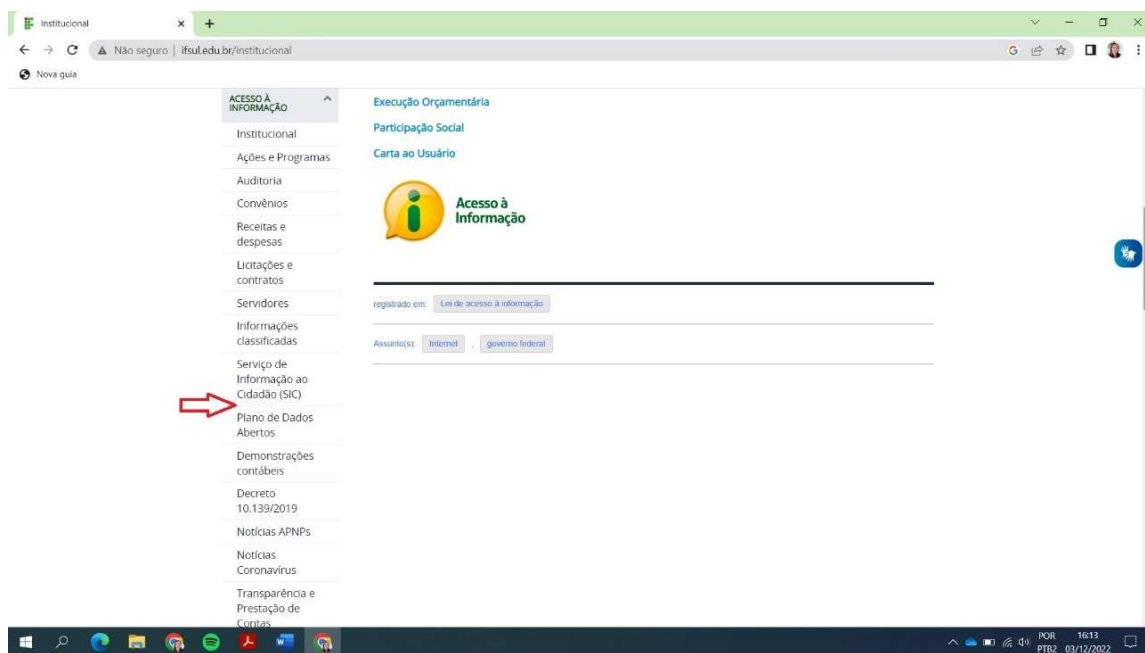 Institucional
Não seguro | ifsul.edu.br/institucional
Nova guia
ACESSO À
INFORMAÇÃO
Institucional
Ações e Programas
Auditoria
Convênios
Receitas e
despesas
Licitações e
contratos
Servidores
Informações
classificadas
Serviço de
Informação ao
Cidadão (SIC)
Plano de Dados
Abertos
Demonstrações
contábeis
Decreto
10.139/2019
Notícias APNPs
Notícias
Coronavírus
Transparência e
Prestação de
Contas
Execução Orçamentária
Participação Social
Carta ao Usuário
Acesso à
Informação
registrado em: Lei de acesso à informação
Assunto(s): Internet , governo federal
POR 16:13
PTB2 03/12/2022